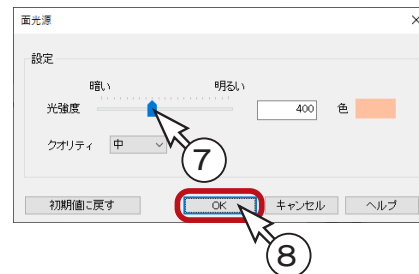 面光源
設定
暗い 明るい
光強度 400 色
クオリティ 中
⑦
初期値に戻す OK キャンセル ヘルプ
⑧